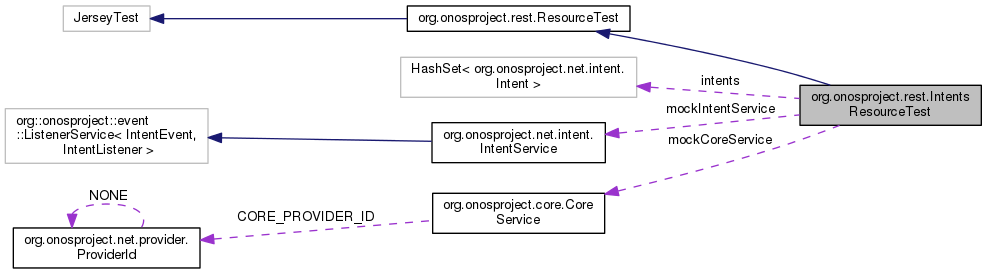 JerseyTest
org.onosproject.rest.ResourceTest
HashSet< org.onosproject.net.intent.
Intent >
intents
org.onosproject.rest.Intents
ResourceTest
mockIntentService
org::onosproject::event
::ListenerService< IntentEvent,
IntentListener >
org.onosproject.net.intent.
IntentService
mockCoreService
NONE
org.onosproject.core.Core
Service
CORE_PROVIDER_ID
org.onosproject.net.provider.
ProviderId